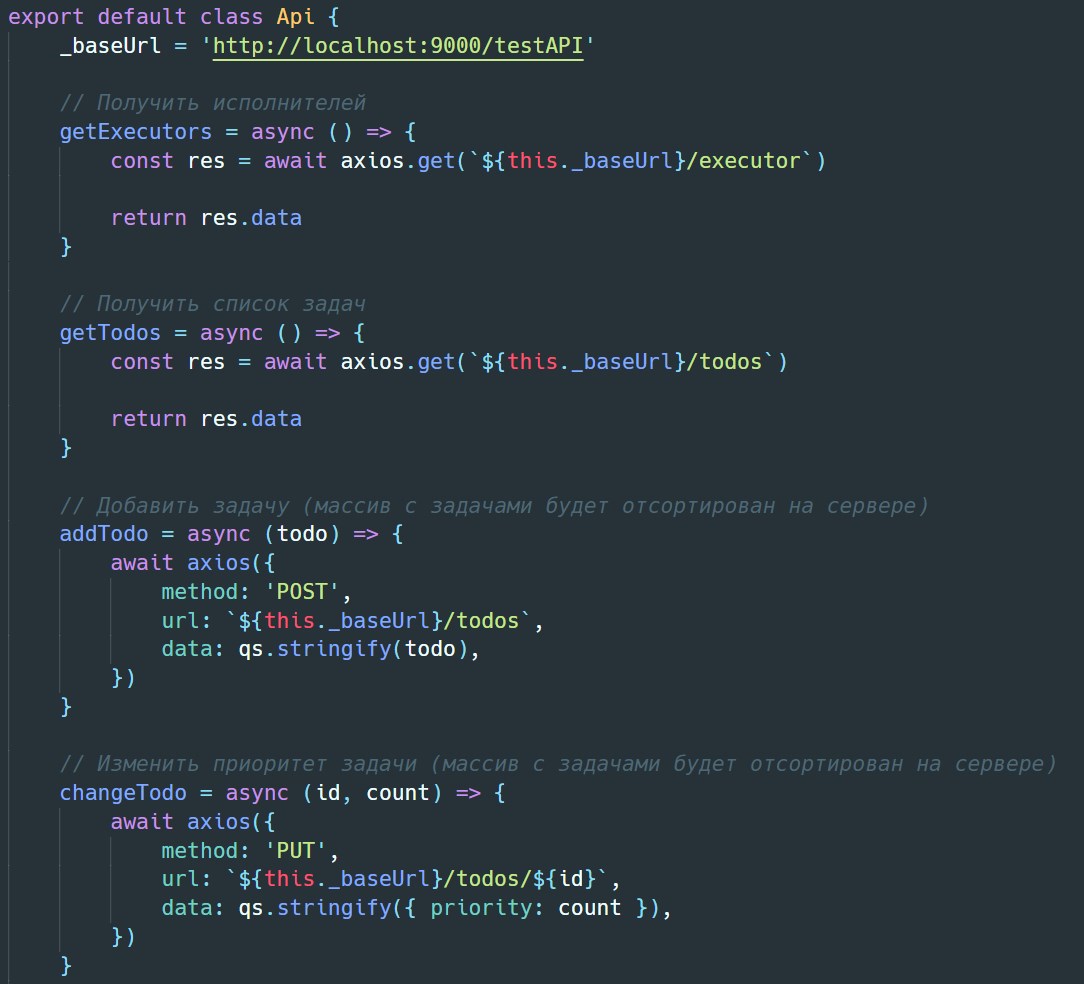 export default class Api {
    _baseUrl = 'http://localhost:9000/testAPI'
    // Получить исполнителей
    getExecutors = async () => {
        const res = await axios.get(`${this._baseUrl}/executor`)
        return res.data
    }
    // Получить список задач
    getTodos = async () => {
        const res = await axios.get(`${this._baseUrl}/todos`)
        return res.data
    }
    // Добавить задачу (массив с задачами будет отсортирован на сервере)
    addTodo = async (todo) => {
        await axios({
            method: 'POST',
            url: `${this._baseUrl}/todos`,
            data: qs.stringify(todo),
        })
    }
    // Изменить приоритет задачи (массив с задачами будет отсортирован на сервере)
    changeTodo = async (id, count) => {
        await axios({
            method: 'PUT',
            url: `${this._baseUrl}/todos/${id}`,
            data: qs.stringify({ priority: count }),
        })
    }